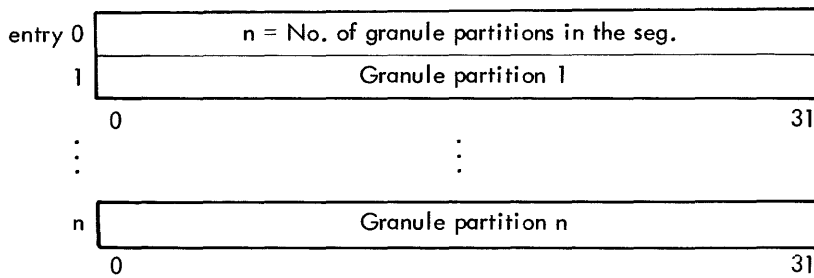 entry 0 n = No. of granule partitions in the seg.
1 Granule partition 1
0 31
n Granule partition n
0 31